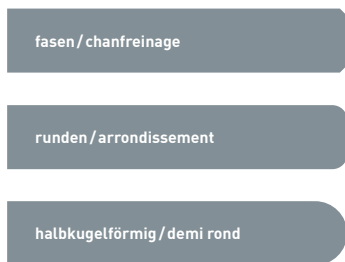 fasen / chanfreinage
runden / arrondissement
halbkugelförmig / demi rond